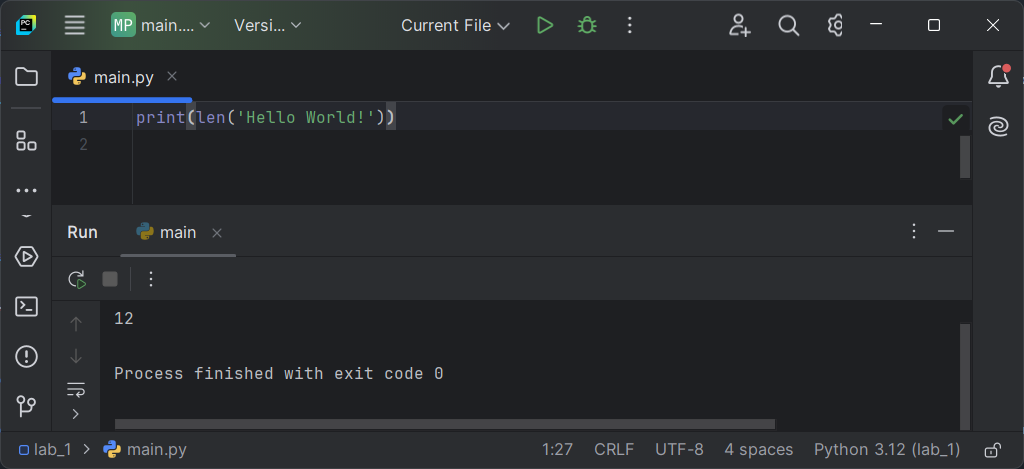 PC MP main.... Versi... Current File
main.py
1 print(len('Hello World!'))
2
Run main
12
Process finished with exit code 0
lab_1 main.py 1:27 CRLF UTF-8 4 spaces Python 3.12 (lab_1)